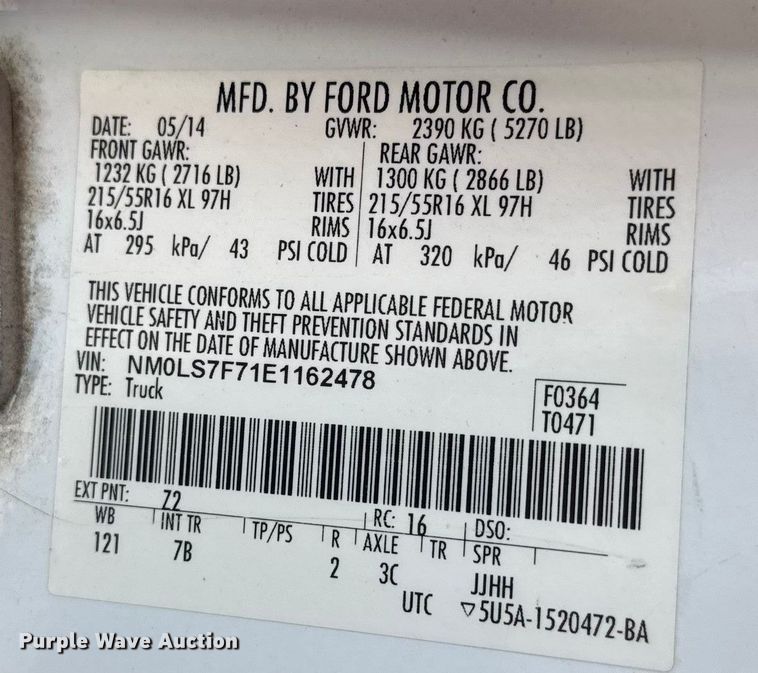 MFD. BY FORD MOTOR CO.
DATE: 05/14 GVWR: 2390 KG ( 5270 LB)
FRONT GAWR: REAR GAWR:
1232 KG ( 2716 LB) WITH 1300 KG ( 2866 LB) WITH
215/55R16 XL 97H TIRES 215/55R16 XL 97H TIRES
16x6.5J RIMS 16x6.5J RIMS
AT 295 kPa/ 43 PSI COLD AT 320 kPa/ 46 PSI COLD
THIS VEHICLE CONFORMS TO ALL APPLICABLE FEDERAL MOTOR
VEHICLE SAFETY AND THEFT PREVENTION STANDARDS IN
EFFECT ON THE DATE OF MANUFACTURE SHOWN ABOVE.
VIN: NM0LS7F71E1162478
TYPE: Truck
F0364
T0471
EXT PNT: Z2 RC: 16 DSO:
WB INT TR TP/PS R AXLE TR SPR
121 7B 2 3C JJHH
UTC ▽5U5A-1520472-BA
Purple Wave Auction